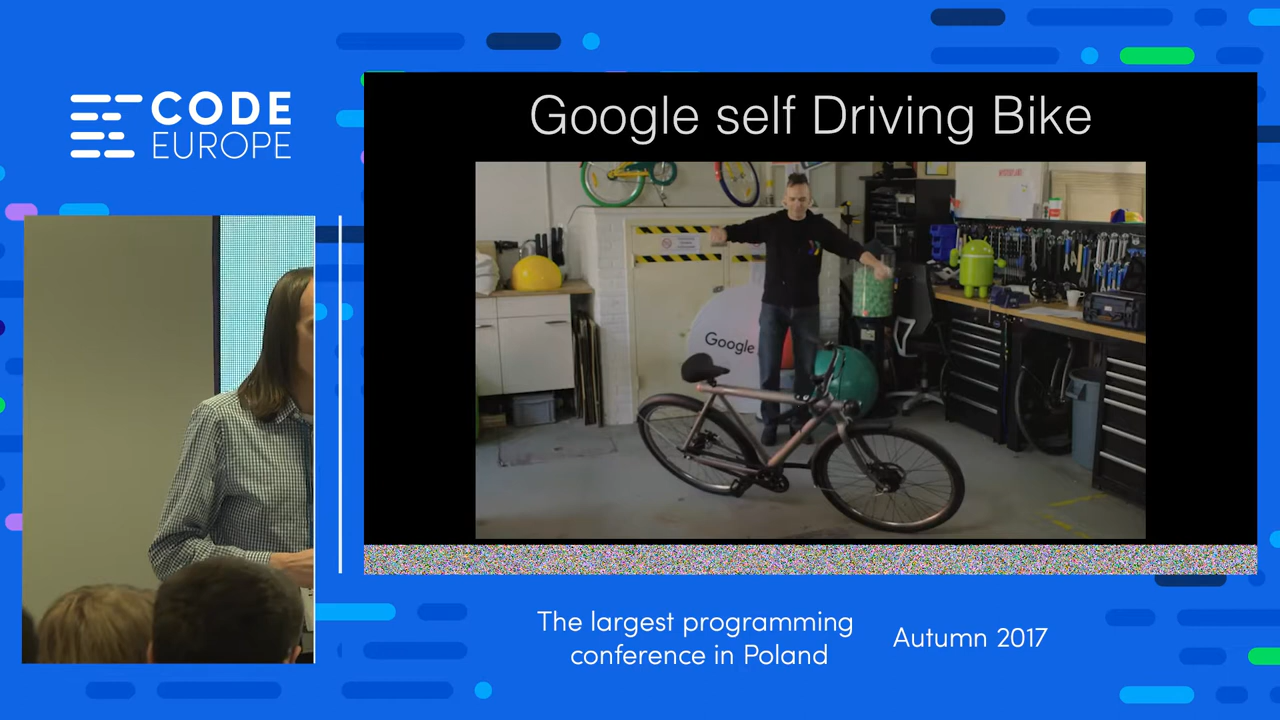 CODE
EUROPE
Google self Driving Bike
Google
The largest programming
conference in Poland
Autumn 2017